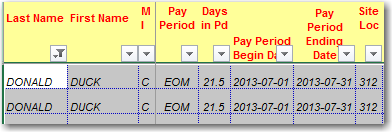 Last Name First Name M I Pay Period Days in Pd Pay Period Begin Da Pay Period Ending Date Site Loc
DONALD DUCK C EOM 21.5 2013-07-01 2013-07-31 312
DONALD DUCK C EOM 21.5 2013-07-01 2013-07-31 312